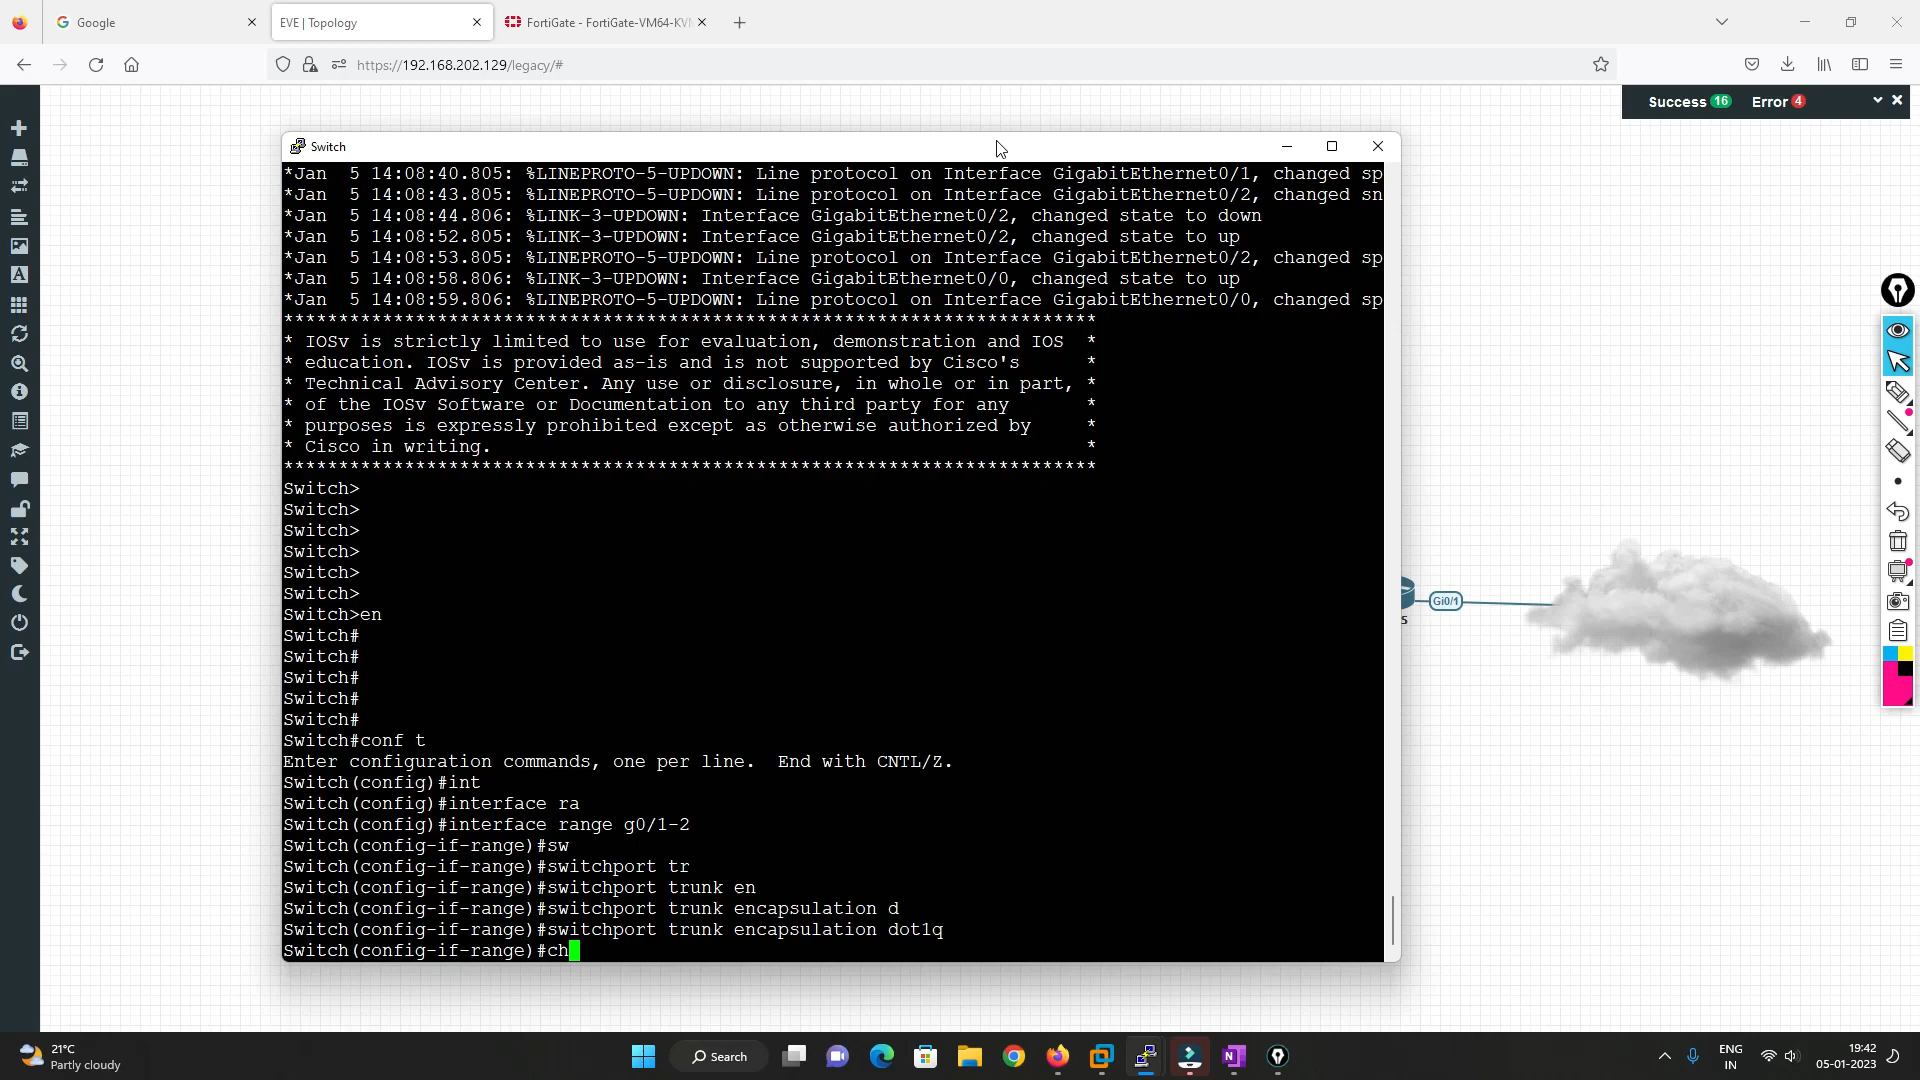 Google
EVE | Topology
FortiGate - FortiGate-VM64-KV
https://192.168.202.129/legacy/#
Success 16 Error 4
Switch
*Jan  5 14:08:40.805: %LINEPROTO-5-UPDOWN: Line protocol on Interface GigabitEthernet0/1, changed sp
*Jan  5 14:08:43.805: %LINEPROTO-5-UPDOWN: Line protocol on Interface GigabitEthernet0/2, changed sn
*Jan  5 14:08:44.806: %LINK-3-UPDOWN: Interface GigabitEthernet0/2, changed state to down
*Jan  5 14:08:52.805: %LINK-3-UPDOWN: Interface GigabitEthernet0/2, changed state to up
*Jan  5 14:08:53.805: %LINEPROTO-5-UPDOWN: Line protocol on Interface GigabitEthernet0/2, changed sp
*Jan  5 14:08:58.806: %LINK-3-UPDOWN: Interface GigabitEthernet0/0, changed state to up
*Jan  5 14:08:59.806: %LINEPROTO-5-UPDOWN: Line protocol on Interface GigabitEthernet0/0, changed sp
**************************************************************************
* IOSv is strictly limited to use for evaluation, demonstration and IOS  *
* education. IOSv is provided as-is and is not supported by Cisco's      *
* Technical Advisory Center. Any use or disclosure, in whole or in part, *
* of the IOSv Software or Documentation to any third party for any       *
* purposes is expressly prohibited except as otherwise authorized by     *
* Cisco in writing.                                                      *
**************************************************************************
Switch>
Switch>
Switch>
Switch>
Switch>
Switch>
Switch>en
Switch#
Switch#
Switch#
Switch#
Switch#
Switch#conf t
Enter configuration commands, one per line.  End with CNTL/Z.
Switch(config)#int
Switch(config)#interface ra
Switch(config)#interface range g0/1-2
Switch(config-if-range)#sw
Switch(config-if-range)#switchport tr
Switch(config-if-range)#switchport trunk en
Switch(config-if-range)#switchport trunk encapsulation d
Switch(config-if-range)#switchport trunk encapsulation dot1q
Switch(config-if-range)#ch
Gi0/1
5
21°C
Partly cloudy
Search
ENG
IN
19:42
05-01-2023